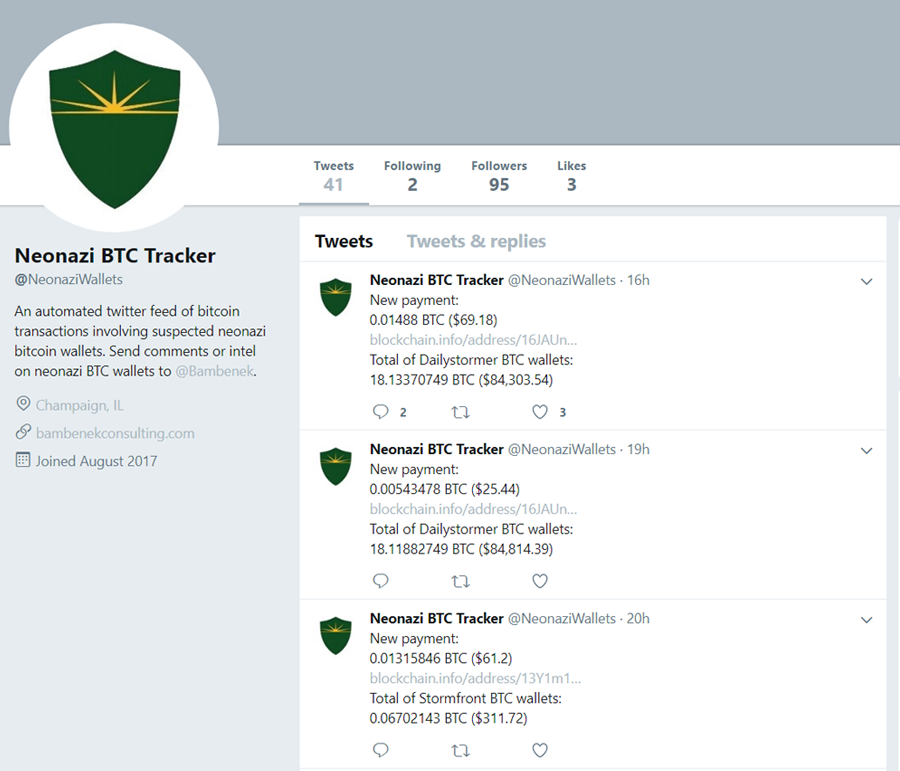 Tweets Following Followers Likes
41 2 95 3
Neonazi BTC Tracker
@NeonaziWallets
An automated twitter feed of bitcoin
transactions involving suspected neonazi
bitcoin wallets. Send comments or intel
on neonazi BTC wallets to @Bambenek.
Champaign, IL
bambenekconsulting.com
Joined August 2017
Tweets Tweets & replies
Neonazi BTC Tracker @NeonaziWallets · 16h
New payment:
0.01488 BTC ($69.18)
blockchain.info/address/16JAUn...
Total of Dailystormer BTC wallets:
18.13370749 BTC ($84,303.54)
2 3
Neonazi BTC Tracker @NeonaziWallets · 19h
New payment:
0.00543478 BTC ($25.44)
blockchain.info/address/16JAUn...
Total of Dailystormer BTC wallets:
18.11882749 BTC ($84,814.39)
Neonazi BTC Tracker @NeonaziWallets · 20h
New payment:
0.01315846 BTC ($61.2)
blockchain.info/address/13Y1m1...
Total of Stormfront BTC wallets:
0.06702143 BTC ($311.72)